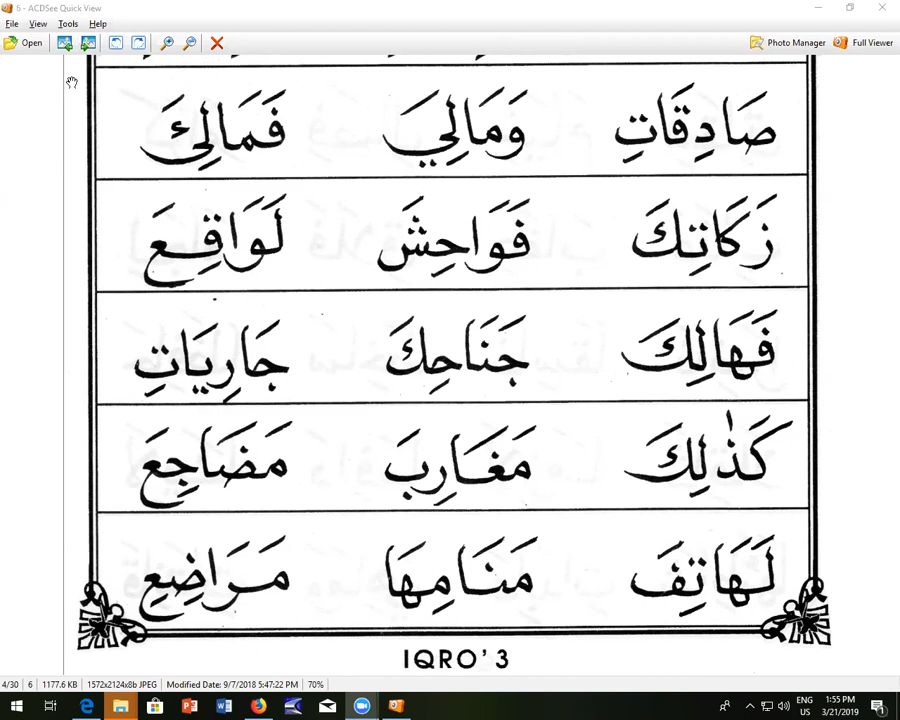 6 - ACDSee Quick View
File View Tools Help
Open Photo Manager Full Viewer
صَادِقَاتِ وَمَالِيَ فَمَالِئَ
زَكَاتِكَ فَوَاحِشَ لَوَاقِعَ
فَهَالِكَ جَنَاحِكَ جَارِيَاتِ
كَذٰلِكَ مَغَارِبَ مَضَاجِعَ
لَهَاتِفَ مَنَامِهَا مَرَاضِعِ
IQRO' 3
4/30 6 1177.6 KB 1572x2124x8b JPEG Modified Date: 9/7/2018 5:47:22 PM 70%
ENG 1:55 PM
US 3/21/2019